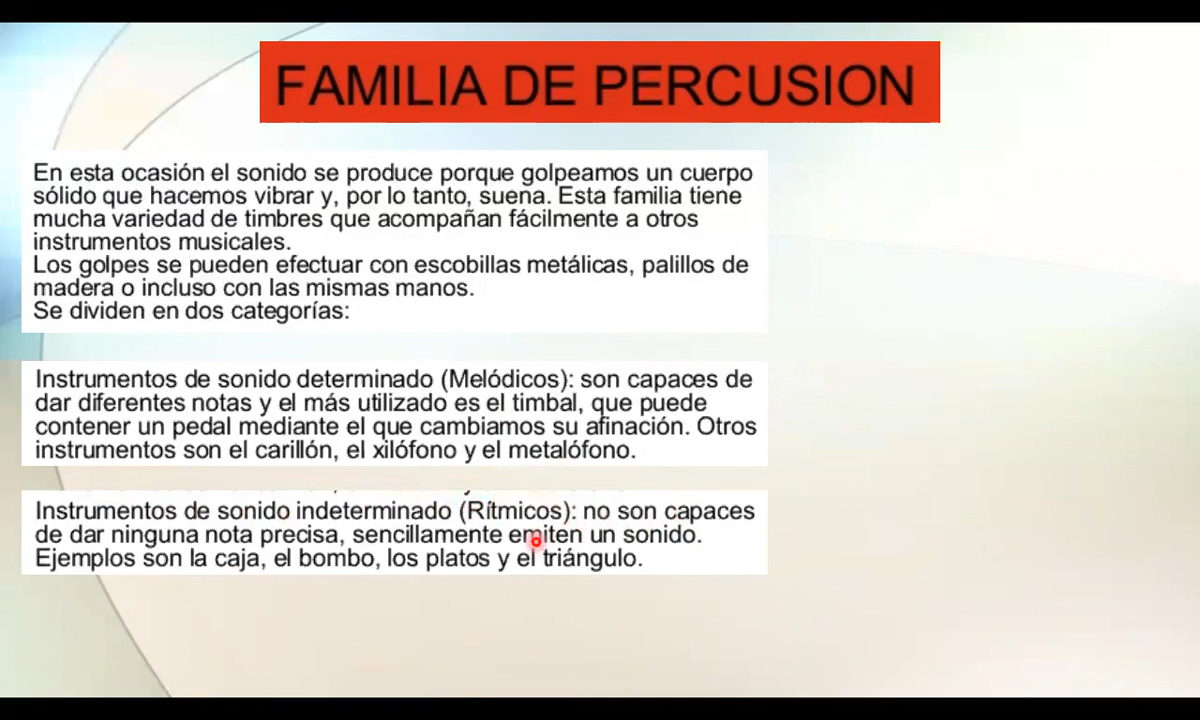 FAMILIA DE PERCUSION
En esta ocasión el sonido se produce porque golpeamos un cuerpo
sólido que hacemos vibrar y, por lo tanto, suena. Esta familia tiene
mucha variedad de timbres que acompañan fácilmente a otros
instrumentos musicales.
Los golpes se pueden efectuar con escobillas metálicas, palillos de
madera o incluso con las mismas manos.
Se dividen en dos categorías:
Instrumentos de sonido determinado (Melódicos): son capaces de
dar diferentes notas y el más utilizado es el timbal, que puede
contener un pedal mediante el que cambiamos su afinación. Otros
instrumentos son el carillón, el xilófono y el metalófono.
Instrumentos de sonido indeterminado (Rítmicos): no son capaces
de dar ninguna nota precisa, sencillamente emiten un sonido.
Ejemplos son la caja, el bombo, los platos y el triángulo.